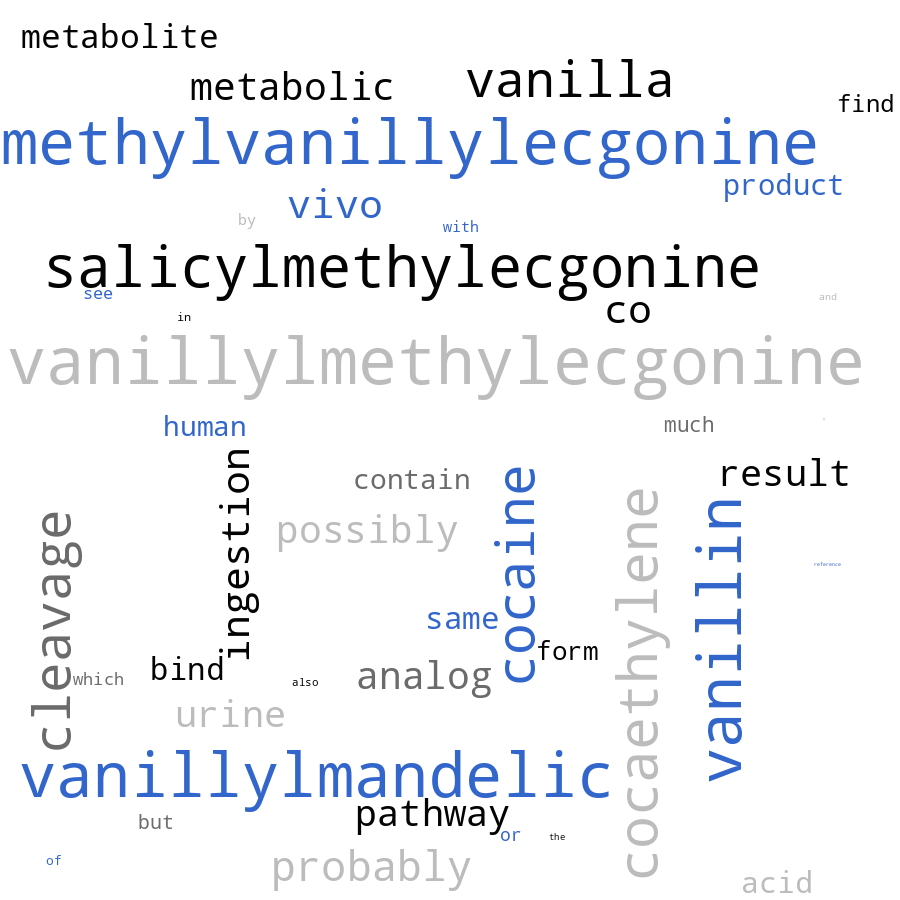 metabolite
metabolic
vanilla
find
methylvanillylecgonine
product
vivo
by
with
salicylmethylecgonine
see
and
in
co
vanillylmethylecgonine
human
much
ingestion
contain
cocaine
result
cleavage
possibly
cocaethylene
vanillin
reference
same
form
which
bind
also
analog
urine
vanillylmandelic
but
pathway
or
the
of
probably
acid